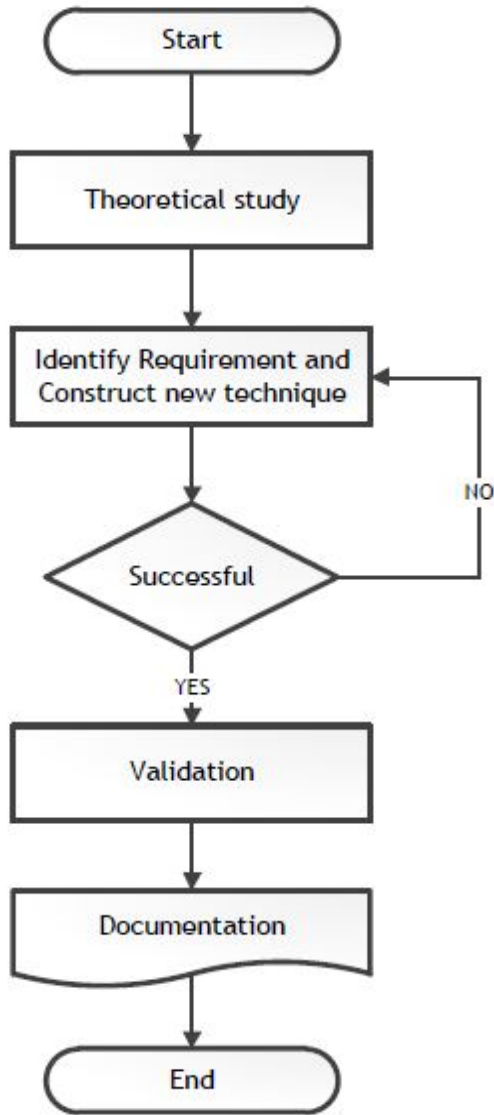 Start
Theoretical study
Identify Requirement and
Construct new technique
NO
Successful
YES
Validation
Documentation
End